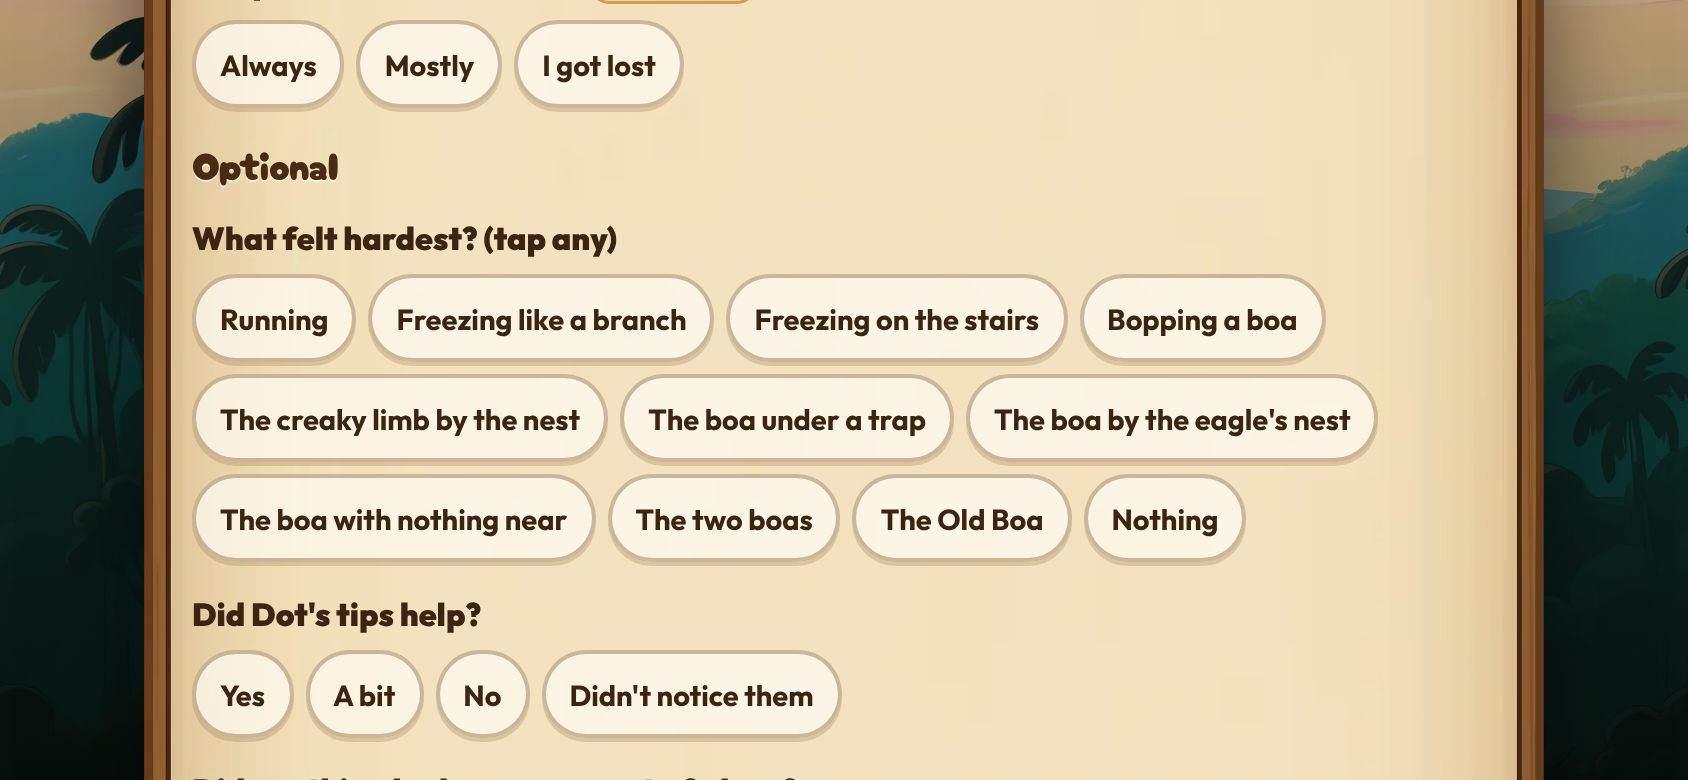 Always Mostly I got lost
Optional
What felt hardest? (tap any)
Running Freezing like a branch Freezing on the stairs Bopping a boa
The creaky limb by the nest The boa under a trap The boa by the eagle's nest
The boa with nothing near The two boas The Old Boa Nothing
Did Dot's tips help?
Yes A bit No Didn't notice them